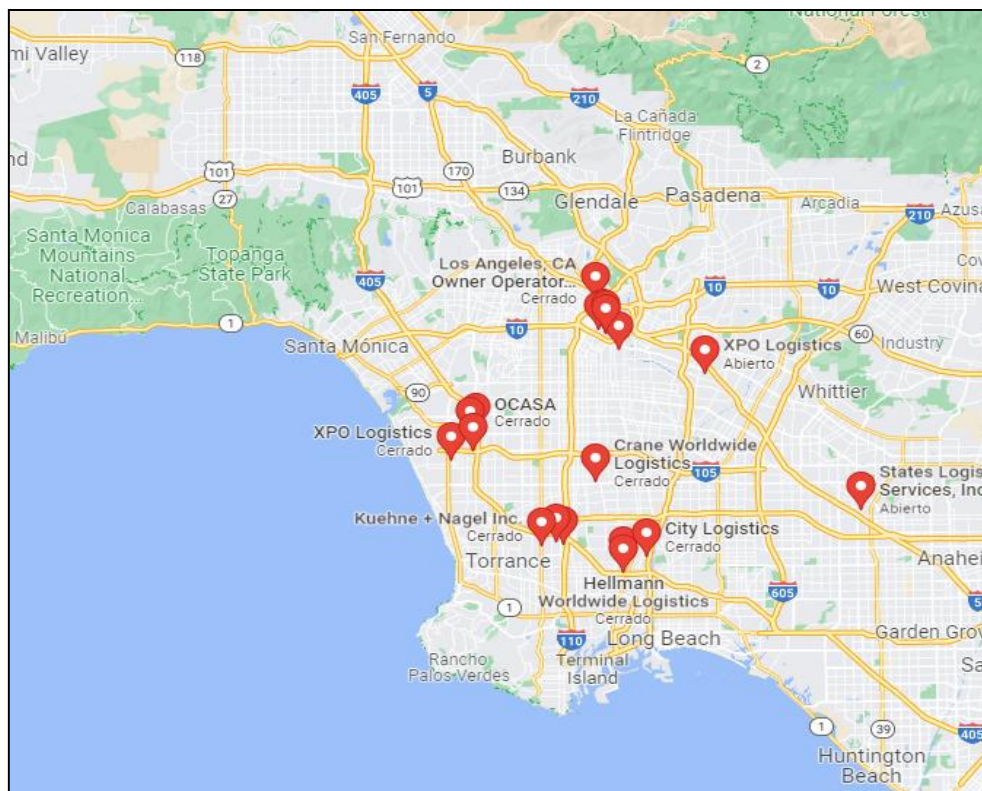 National Forest
mi Valley
San Fernando
118
2
405
5
210
La Cañada
Flintridge
nd
Burbank
170
101
101
134
Pasadena
27
Glendale
Arcadia
210
Azusa
Calabasas
Santa Monica
Mountains
National
Recreation...
Topanga
State Park
Los Angeles, CA
Owner Operator...
Cerrado
Cov
405
10
10
West Covina
1
Malibú
10
60
Industry
Santa Mónica
XPO Logistics
Abierto
90
Whittier
OCASA
Cerrado
XPO Logistics
Cerrado
Crane Worldwide
Logistics
Cerrado
105
States Logis
Services, Inc
Abierto
Kuehne + Nagel Inc.
Cerrado
City Logistics
Cerrado
Torrance
Anaheim
Hellmann
Worldwide Logistics
Cerrado
605
5
1
110
Long Beach
Garden Grov
Rancho
Palos Verdes
Terminal
Island
Sa
1
39
405
Huntington
Beach